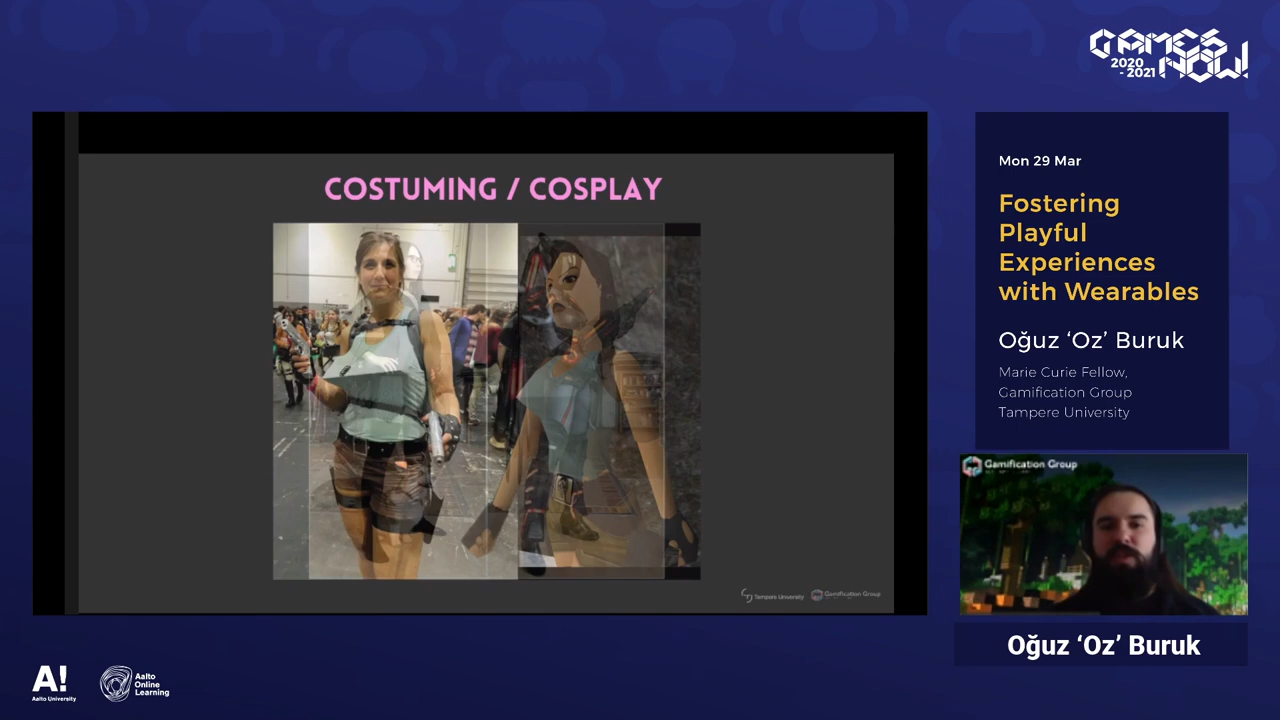 GAMES
2020
- 2021
NOW!
COSTUMING / COSPLAY
Tampere University
Gamification Group
Mon 29 Mar
Fostering
Playful
Experiences
with Wearables
Oğuz ‘Oz’ Buruk
Marie Curie Fellow,
Gamification Group
Tampere University
Gamification Group
Oğuz ‘Oz’ Buruk
A!
Aalto University
Aalto
Online
Learning